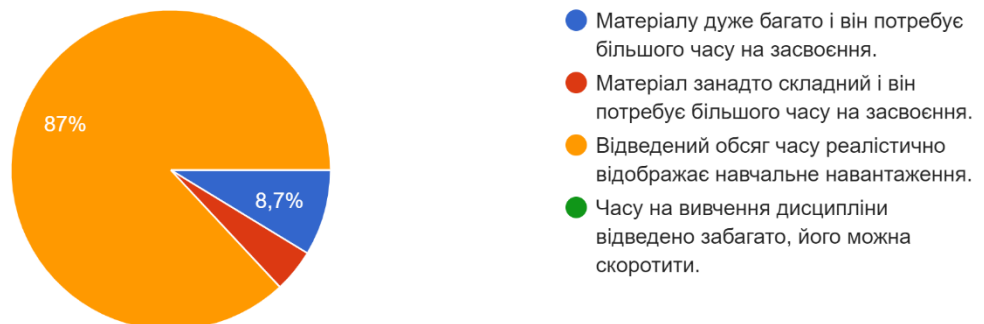 87%
8,7%
Матеріалу дуже багато і він потребує
більшого часу на засвоєння.
Матеріал занадто складний і він
потребує більшого часу на засвоєння.
Відведений обсяг часу реалістично
відображає навчальне навантаження.
Часу на вивчення дисципліни
відведено забагато, його можна
скоротити.